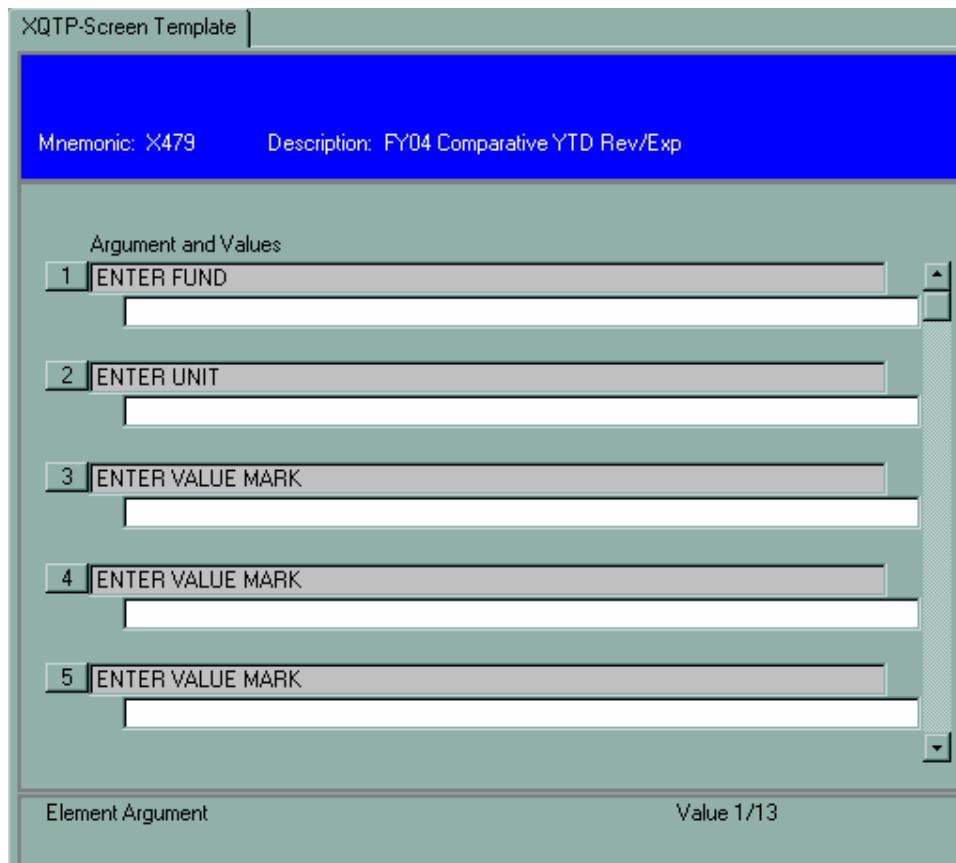 XQTP-Screen Template
Mnemonic: X479 Description: FY04 Comparative YTD Rev/Exp
Argument and Values
1 ENTER FUND
2 ENTER UNIT
3 ENTER VALUE MARK
4 ENTER VALUE MARK
5 ENTER VALUE MARK
Element Argument Value 1/13